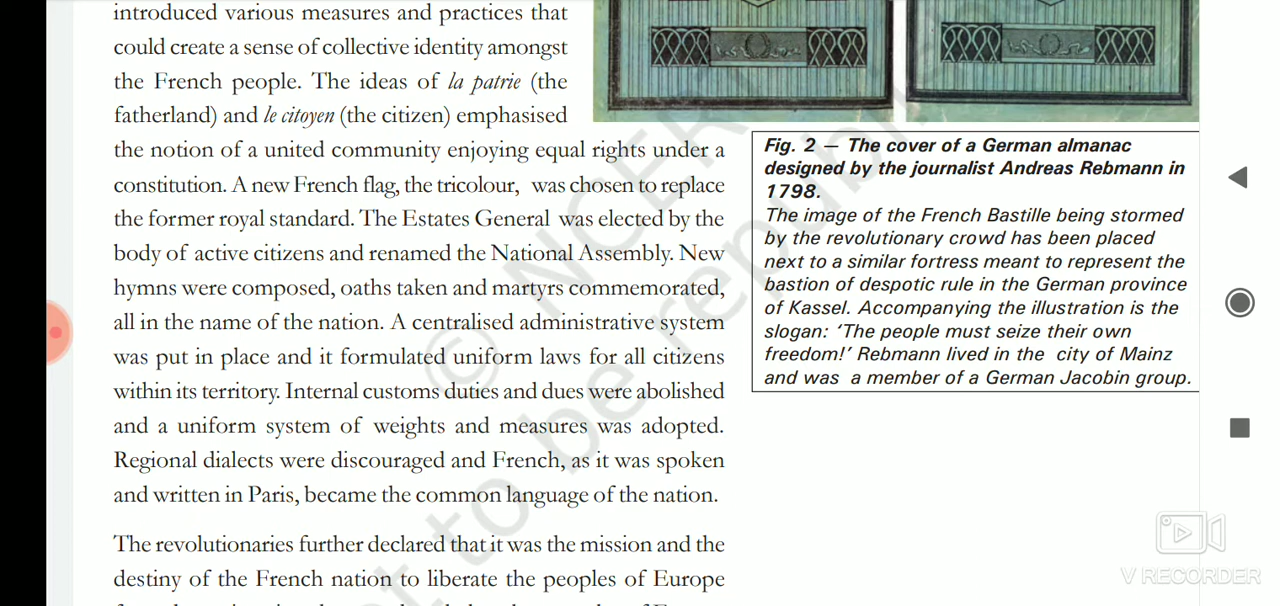 introduced various measures and practices that
could create a sense of collective identity amongst
the French people. The ideas of la patrie (the
fatherland) and le citoyen (the citizen) emphasised
the notion of a united community enjoying equal rights under a
constitution. A new French flag, the tricolour, was chosen to replace
the former royal standard. The Estates General was elected by the
body of active citizens and renamed the National Assembly. New
hymns were composed, oaths taken and martyrs commemorated,
all in the name of the nation. A centralised administrative system
was put in place and it formulated uniform laws for all citizens
within its territory. Internal customs duties and dues were abolished
and a uniform system of weights and measures was adopted.
Regional dialects were discouraged and French, as it was spoken
and written in Paris, became the common language of the nation.
The revolutionaries further declared that it was the mission and the
destiny of the French nation to liberate the peoples of Europe
Fig. 2 — The cover of a German almanac
designed by the journalist Andreas Rebmann in
1798.
The image of the French Bastille being stormed
by the revolutionary crowd has been placed
next to a similar fortress meant to represent the
bastion of despotic rule in the German province
of Kassel. Accompanying the illustration is the
slogan: ‘The people must seize their own
freedom!’ Rebmann lived in the city of Mainz
and was a member of a German Jacobin group.
© NCER
to be republi
V RECORDER